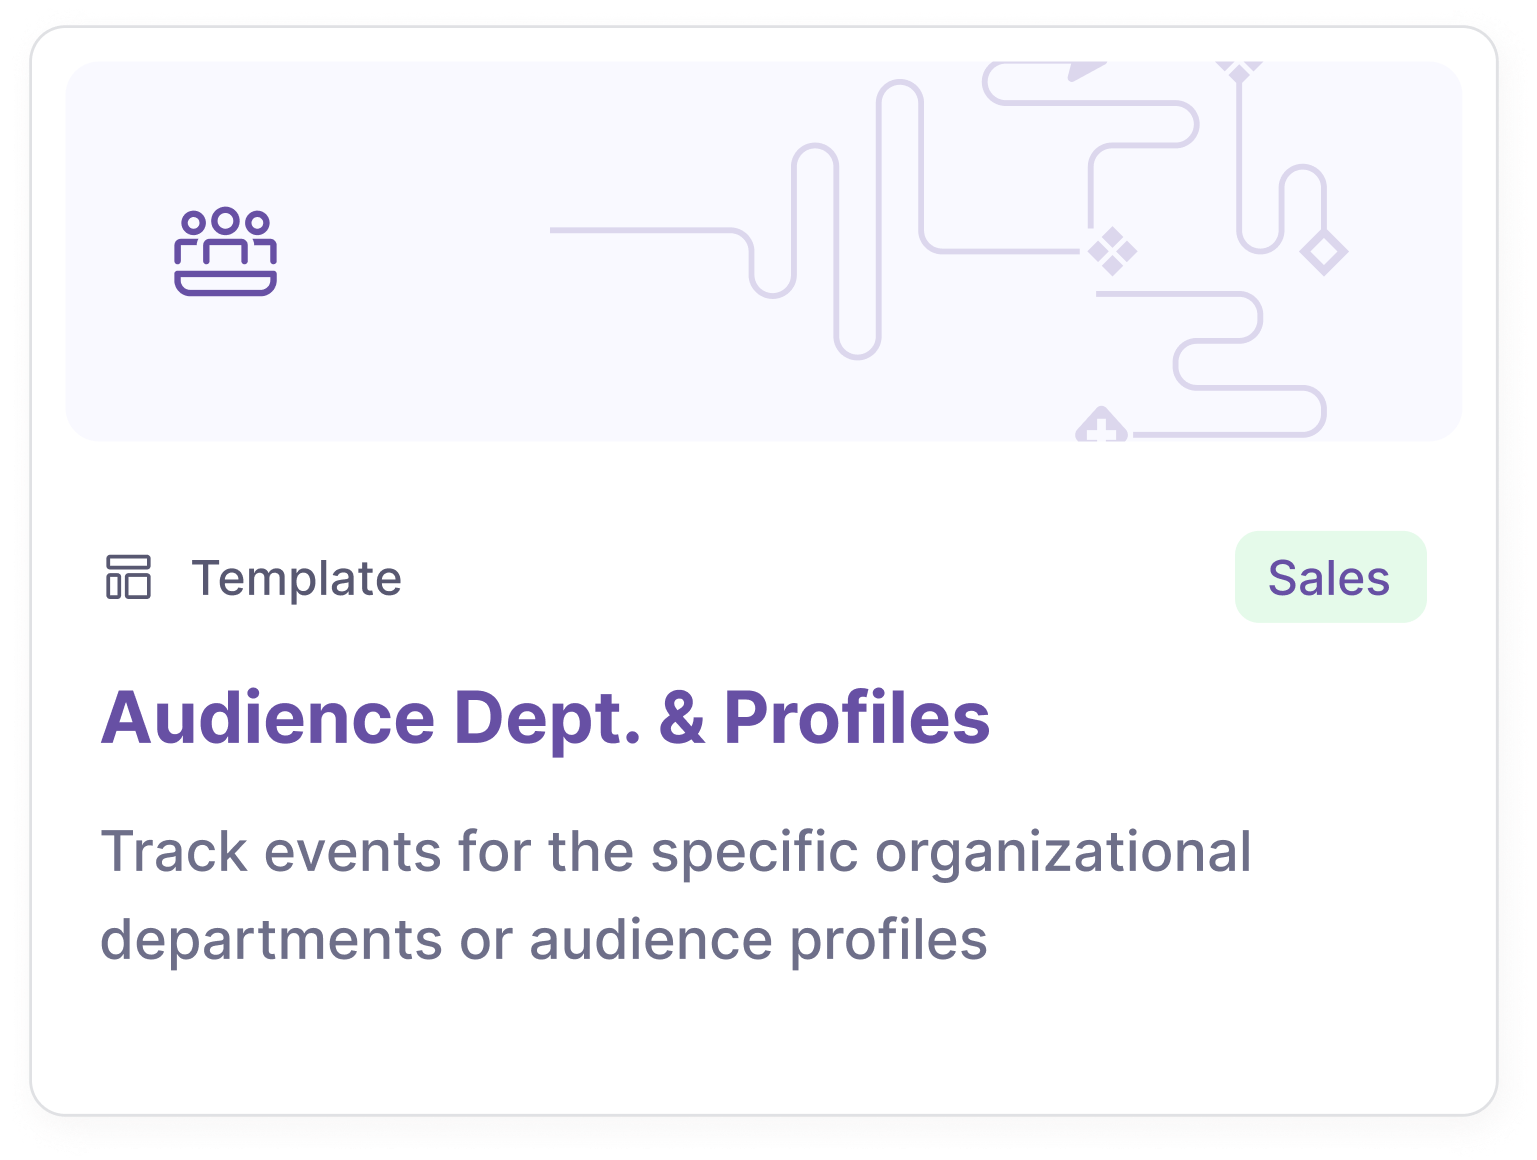 Template
Sales
Audience Dept. & Profiles
Track events for the specific organizational
departments or audience profiles